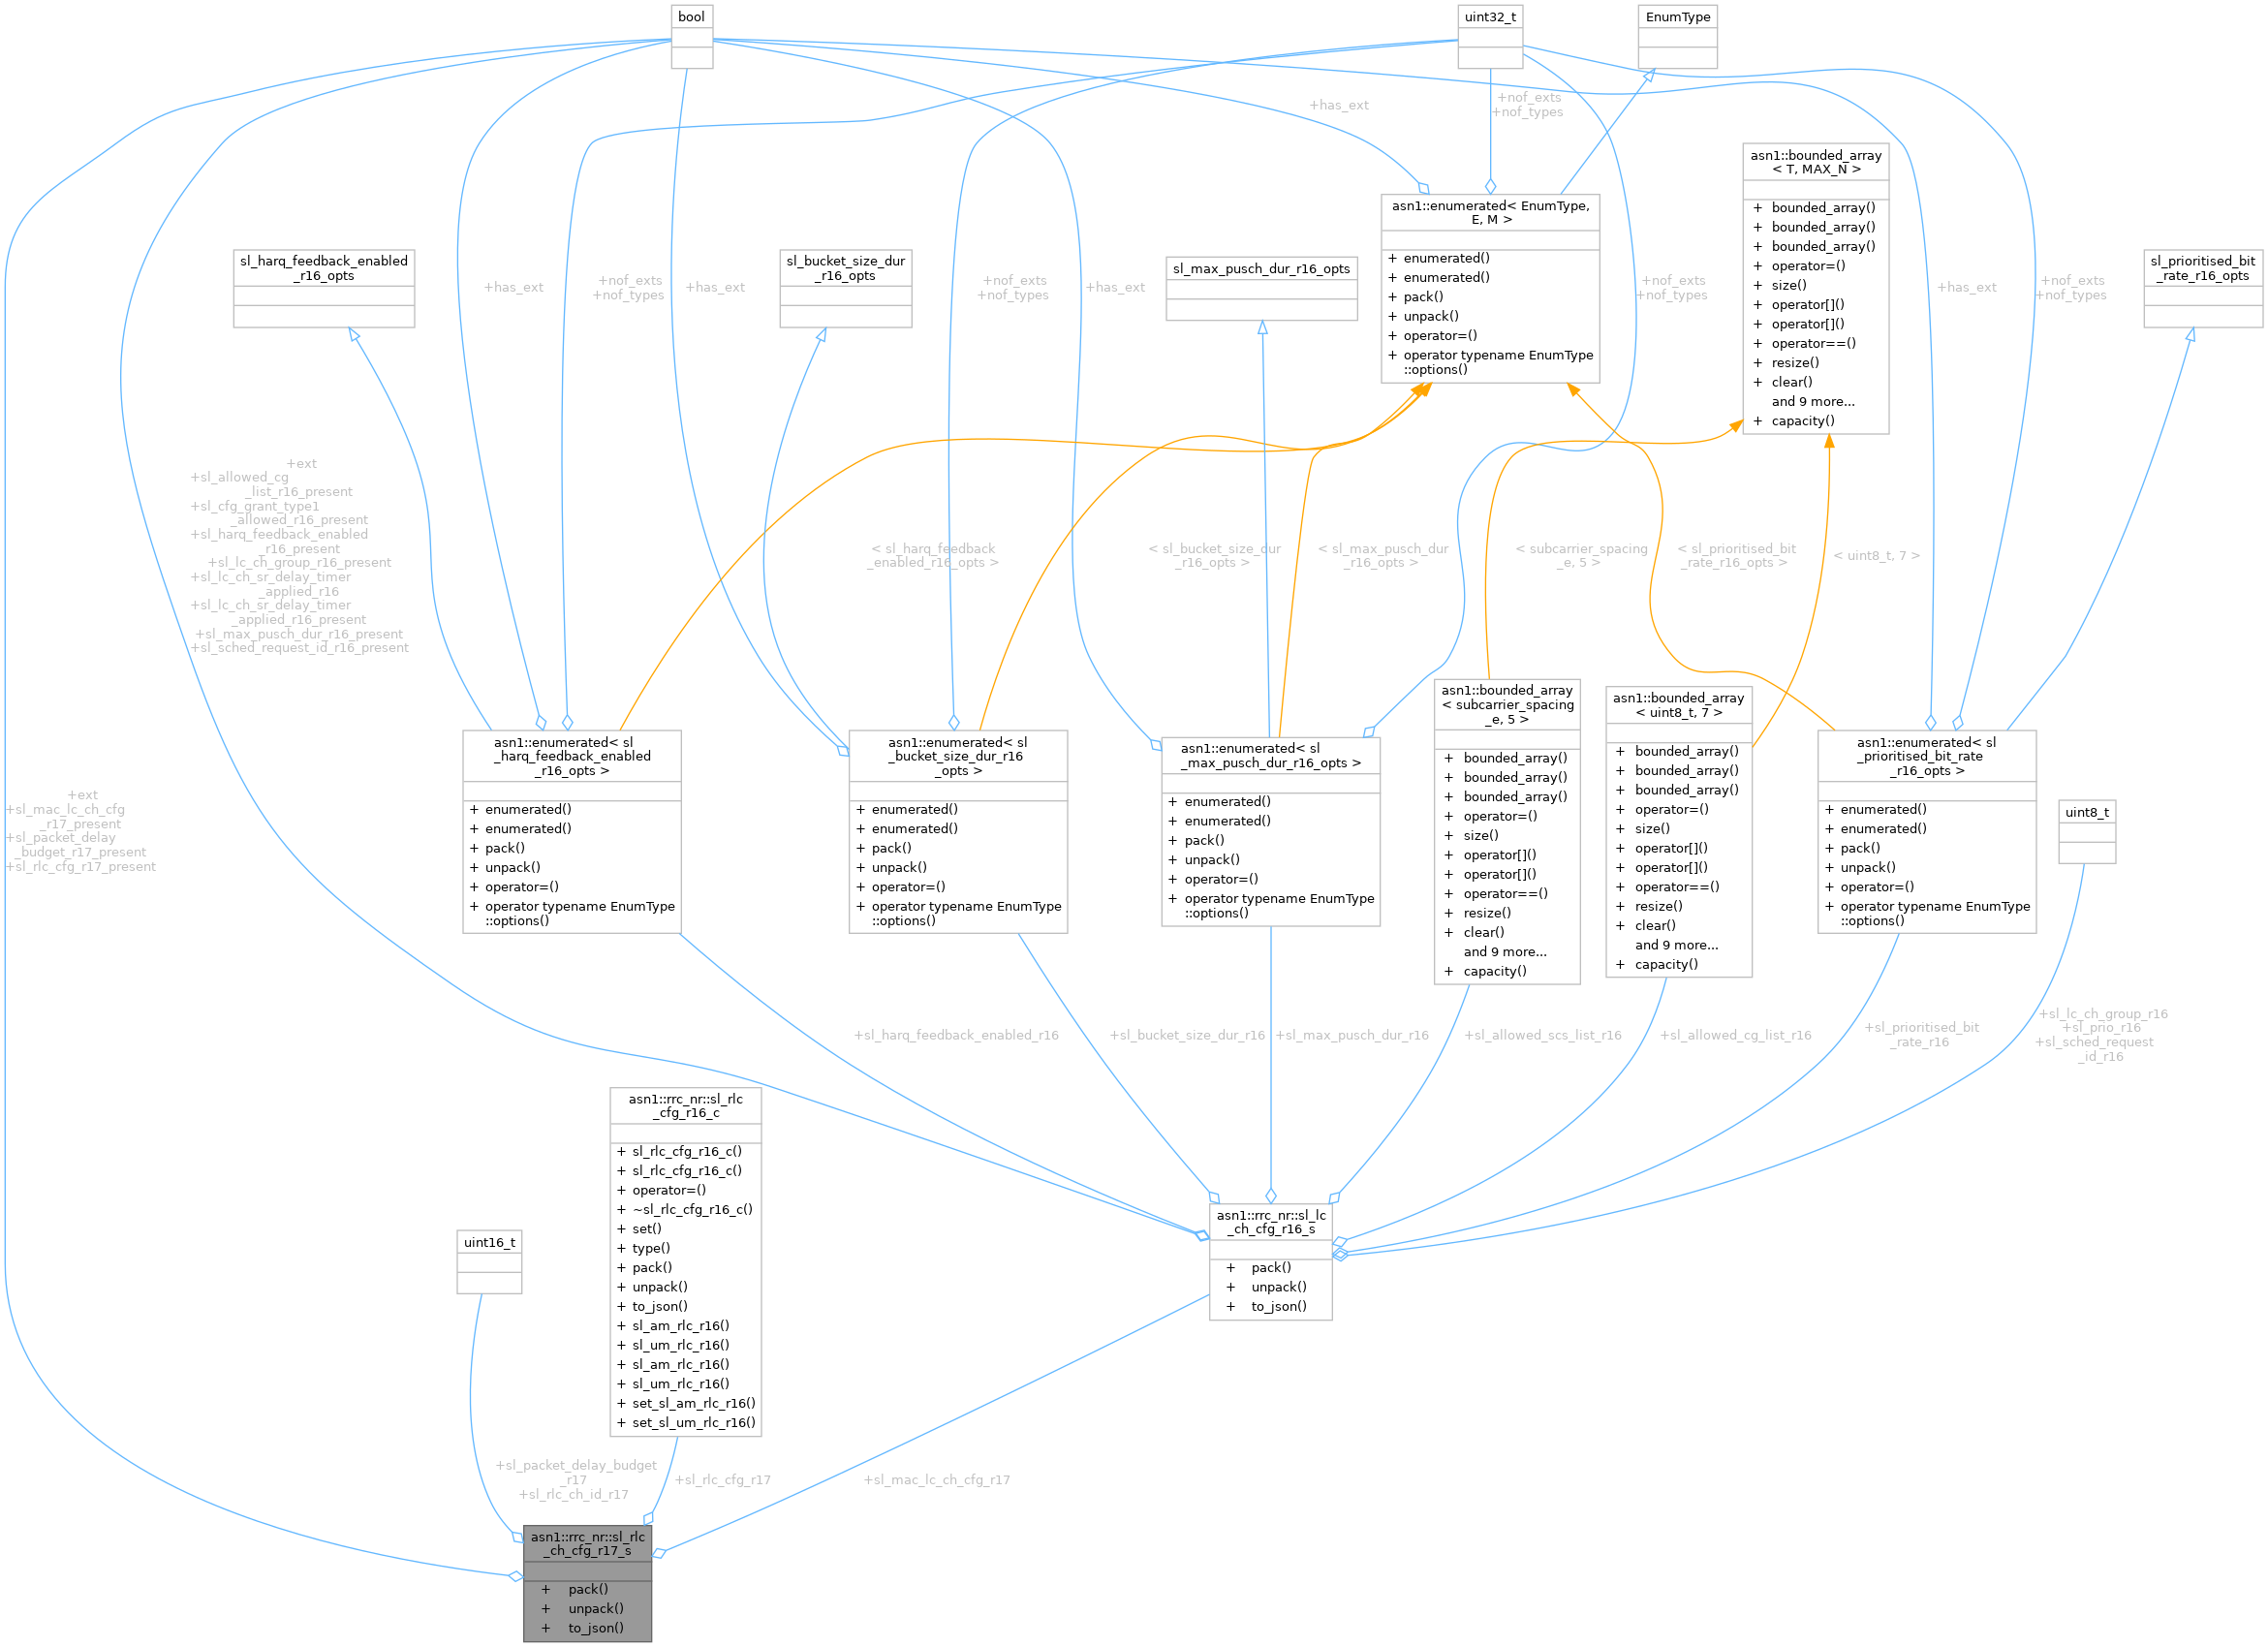 bool
uint32_t
EnumType
+has_ext
+nof_exts
+nof_types
asn1::bounded_array
< T, MAX_N >
+ bounded_array()
+ bounded_array()
+ bounded_array()
+ operator=()
+ size()
+ operator[]()
+ operator[]()
+ operator==()
+ resize()
+ clear()
and 9 more...
+ capacity()
asn1::enumerated< EnumType,
E, M >
+ enumerated()
+ enumerated()
+ pack()
+ unpack()
+ operator=()
+ operator typename EnumType
::options()
sl_harq_feedback_enabled
_r16_opts
sl_bucket_size_dur
_r16_opts
sl_max_pusch_dur_r16_opts
sl_prioritised_bit
_rate_r16_opts
+has_ext
+nof_exts
+nof_types
+has_ext
+nof_exts
+nof_types
+has_ext
+nof_exts
+nof_types
+has_ext
+nof_exts
+nof_types
+ext
+sl_allowed_cg
_list_r16_present
+sl_cfg_grant_type1
_allowed_r16_present
+sl_harq_feedback_enabled
_r16_present
+sl_lc_ch_group_r16_present
+sl_lc_ch_sr_delay_timer
_applied_r16
+sl_lc_ch_sr_delay_timer
_applied_r16_present
+sl_max_pusch_dur_r16_present
+sl_sched_request_id_r16_present
< sl_harq_feedback
_enabled_r16_opts >
< sl_bucket_size_dur
_r16_opts >
< sl_max_pusch_dur
_r16_opts >
< subcarrier_spacing
_e, 5 >
< sl_prioritised_bit
_rate_r16_opts >
< uint8_t, 7 >
asn1::enumerated< sl
_harq_feedback_enabled
_r16_opts >
+ enumerated()
+ enumerated()
+ pack()
+ unpack()
+ operator=()
+ operator typename EnumType
::options()
asn1::enumerated< sl
_bucket_size_dur_r16
_opts >
+ enumerated()
+ enumerated()
+ pack()
+ unpack()
+ operator=()
+ operator typename EnumType
::options()
asn1::enumerated< sl
_max_pusch_dur_r16_opts >
+ enumerated()
+ enumerated()
+ pack()
+ unpack()
+ operator=()
+ operator typename EnumType
::options()
asn1::bounded_array
< subcarrier_spacing
_e, 5 >
+ bounded_array()
+ bounded_array()
+ bounded_array()
+ operator=()
+ size()
+ operator[]()
+ operator[]()
+ operator==()
+ resize()
+ clear()
and 9 more...
+ capacity()
asn1::bounded_array
< uint8_t, 7 >
+ bounded_array()
+ bounded_array()
+ bounded_array()
+ operator=()
+ size()
+ operator[]()
+ operator[]()
+ operator==()
+ resize()
+ clear()
and 9 more...
+ capacity()
asn1::enumerated< sl
_prioritised_bit_rate
_r16_opts >
+ enumerated()
+ enumerated()
+ pack()
+ unpack()
+ operator=()
+ operator typename EnumType
::options()
uint8_t
+ext
+sl_mac_lc_ch_cfg
_r17_present
+sl_packet_delay
_budget_r17_present
+sl_rlc_cfg_r17_present
+sl_harq_feedback_enabled_r16
+sl_bucket_size_dur_r16
+sl_max_pusch_dur_r16
+sl_allowed_scs_list_r16
+sl_allowed_cg_list_r16
+sl_prioritised_bit
_rate_r16
+sl_lc_ch_group_r16
+sl_prio_r16
+sl_sched_request
_id_r16
uint16_t
asn1::rrc_nr::sl_rlc
_cfg_r16_c
+ sl_rlc_cfg_r16_c()
+ sl_rlc_cfg_r16_c()
+ operator=()
+ ~sl_rlc_cfg_r16_c()
+ set()
+ type()
+ pack()
+ unpack()
+ to_json()
+ sl_am_rlc_r16()
+ sl_um_rlc_r16()
+ sl_am_rlc_r16()
+ sl_um_rlc_r16()
+ set_sl_am_rlc_r16()
+ set_sl_um_rlc_r16()
asn1::rrc_nr::sl_lc
_ch_cfg_r16_s
+ pack()
+ unpack()
+ to_json()
+sl_packet_delay_budget
_r17
+sl_rlc_ch_id_r17
+sl_rlc_cfg_r17
+sl_mac_lc_ch_cfg_r17
asn1::rrc_nr::sl_rlc
_ch_cfg_r17_s
+ pack()
+ unpack()
+ to_json()